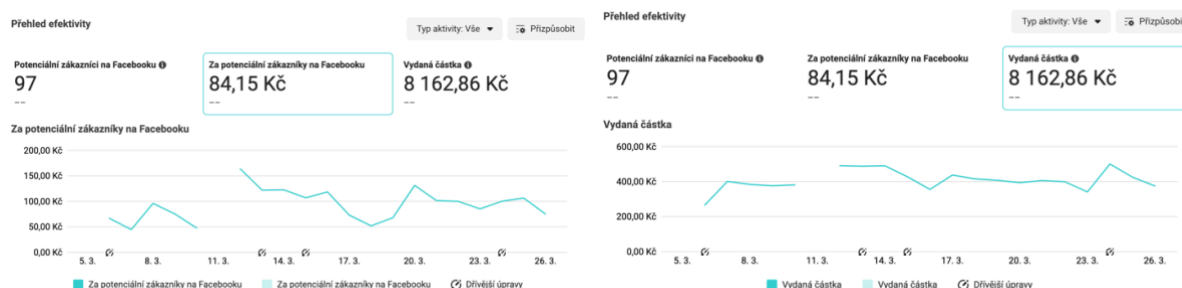 Přehled efektivity
Typ aktivity: Vše
Přizpůsobit
Potenciální zákazníci na Facebooku
97
--
Za potenciální zákazníky na Facebooku
84,15 Kč
--
Vydaná částka
8 162,86 Kč
--
Za potenciální zákazníky na Facebooku
200,00 Kč
150,00 Kč
100,00 Kč
50,00 Kč
0,00 Kč
5. 3. 8. 3. 11. 3. 14. 3. 17. 3. 20. 3. 23. 3. 26. 3.
Za potenciální zákazníky na Facebooku Za potenciální zákazníky na Facebooku Dřívější úpravy
Přehled efektivity
Typ aktivity: Vše
Přizpůsobi
Potenciální zákazníci na Facebooku
97
--
Za potenciální zákazníky na Facebooku
84,15 Kč
--
Vydaná částka
8 162,86 Kč
--
Vydaná částka
600,00 Kč
400,00 Kč
200,00 Kč
0,00 Kč
5. 3. 8. 3. 11. 3. 14. 3. 17. 3. 20. 3. 23. 3. 26. 3.
Vydaná částka Vydaná částka Dřívější úpravy